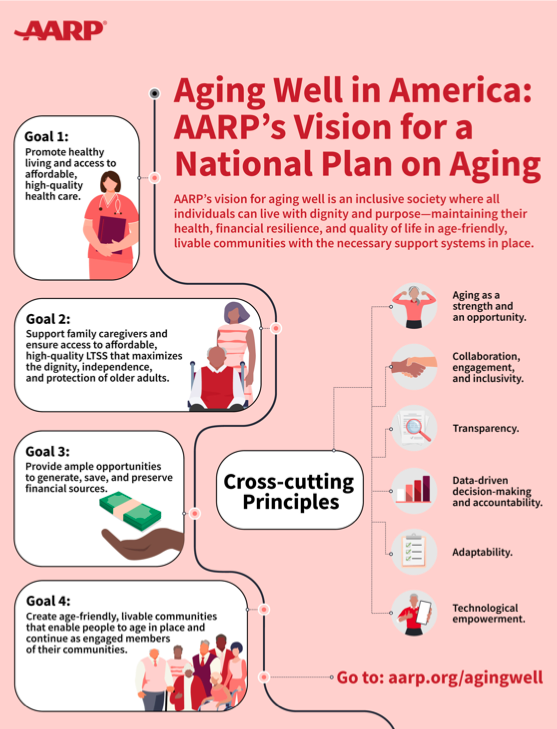 AARP®
Aging Well in America:
AARP’s Vision for a
National Plan on Aging
AARP’s vision for aging well is an inclusive society where all
individuals can live with dignity and purpose—maintaining their
health, financial resilience, and quality of life in age-friendly,
livable communities with the necessary support systems in place.
Goal 1:
Promote healthy
living and access to
affordable,
high-quality
health care.
Goal 2:
Support family caregivers and
ensure access to affordable,
high-quality LTSS that maximizes
the dignity, independence,
and protection of older adults.
Goal 3:
Provide ample opportunities
to generate, save, and preserve
financial sources.
Goal 4:
Create age-friendly, livable communities
that enable people to age in place and
continue as engaged members
of their communities.
Cross-cutting
Principles
Aging as a
strength and
an opportunity.
Collaboration,
engagement,
and inclusivity.
Transparency.
Data-driven
decision-making
and accountability.
Adaptability.
Technological
empowerment.
Go to: aarp.org/agingwell